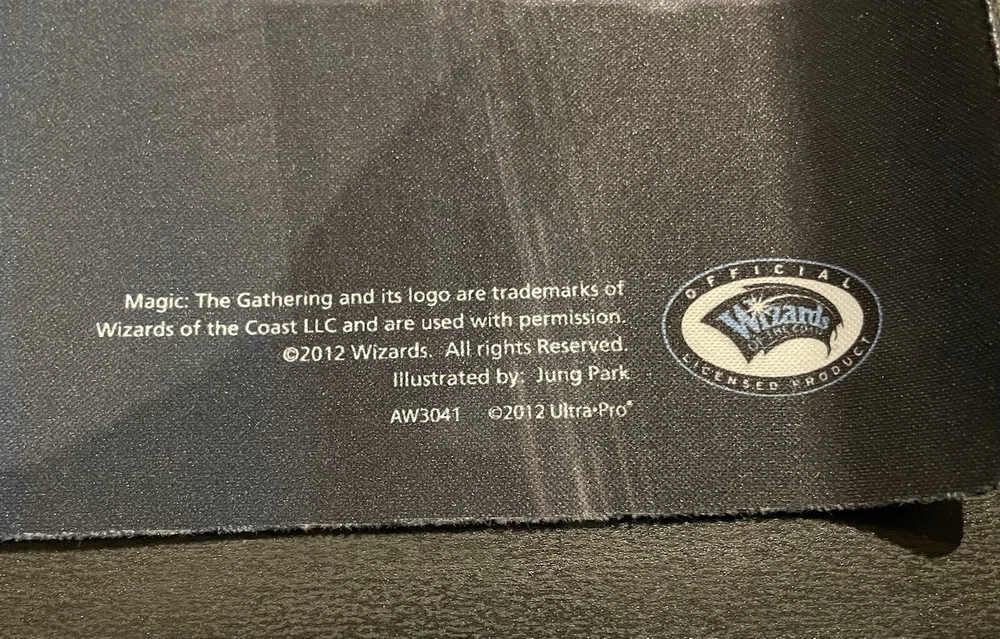 Magic: The Gathering and its logo are trademarks of
Wizards of the Coast LLC and are used with permission.
©2012 Wizards. All rights Reserved.
Illustrated by: Jung Park
AW3041 ©2012 Ultra•Pro®
OFFICIAL
Wizards
OF THE COAST
LICENSED PRODUCT